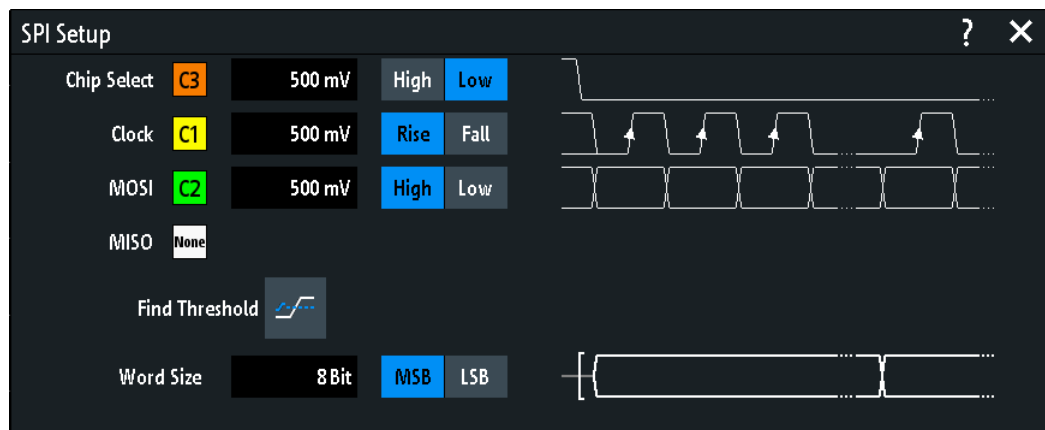 SPI Setup ? ×
Chip Select C3 500 mV High Low
Clock C1 500 mV Rise Fall
MOSI C2 500 mV High Low
MISO None
Find Threshold
Word Size 8 Bit MSB LSB